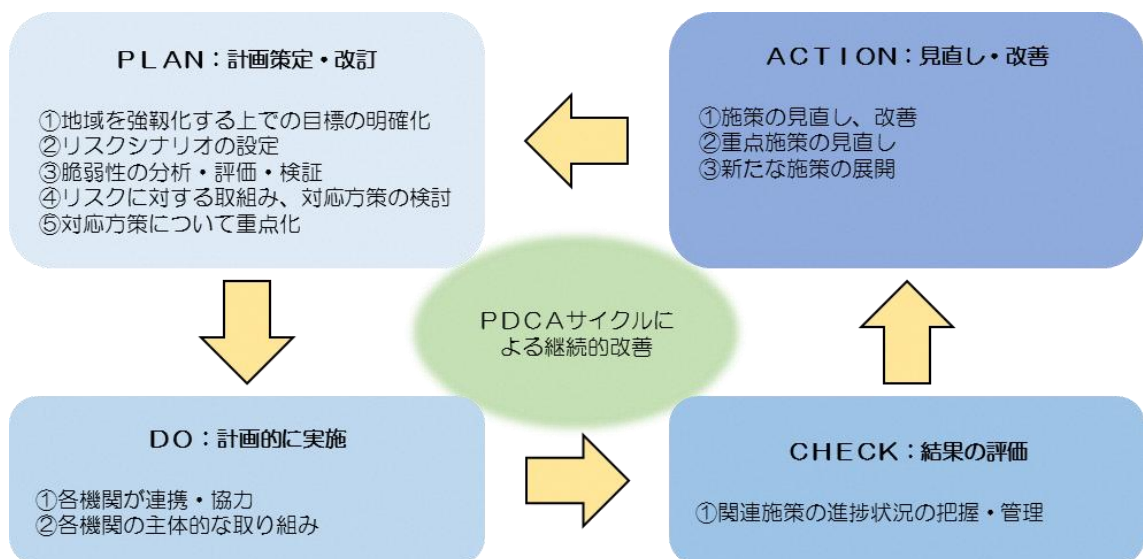 ＰＬＡＮ：計画策定・改訂
①地域を強靱化する上での目標の明確化
②リスクシナリオの設定
③脆弱性の分析・評価・検証
④リスクに対する取組み、対応方策の検討
⑤対応方策について重点化
ＡＣＴＩＯＮ：見直し・改善
①施策の見直し、改善
②重点施策の見直し
③新たな施策の展開
ＰＤＣＡサイクルに
よる継続的改善
ＤＯ：計画的に実施
①各機関が連携・協力
②各機関の主体的な取り組み
ＣＨＥＣＫ：結果の評価
①関連施策の進捗状況の把握・管理